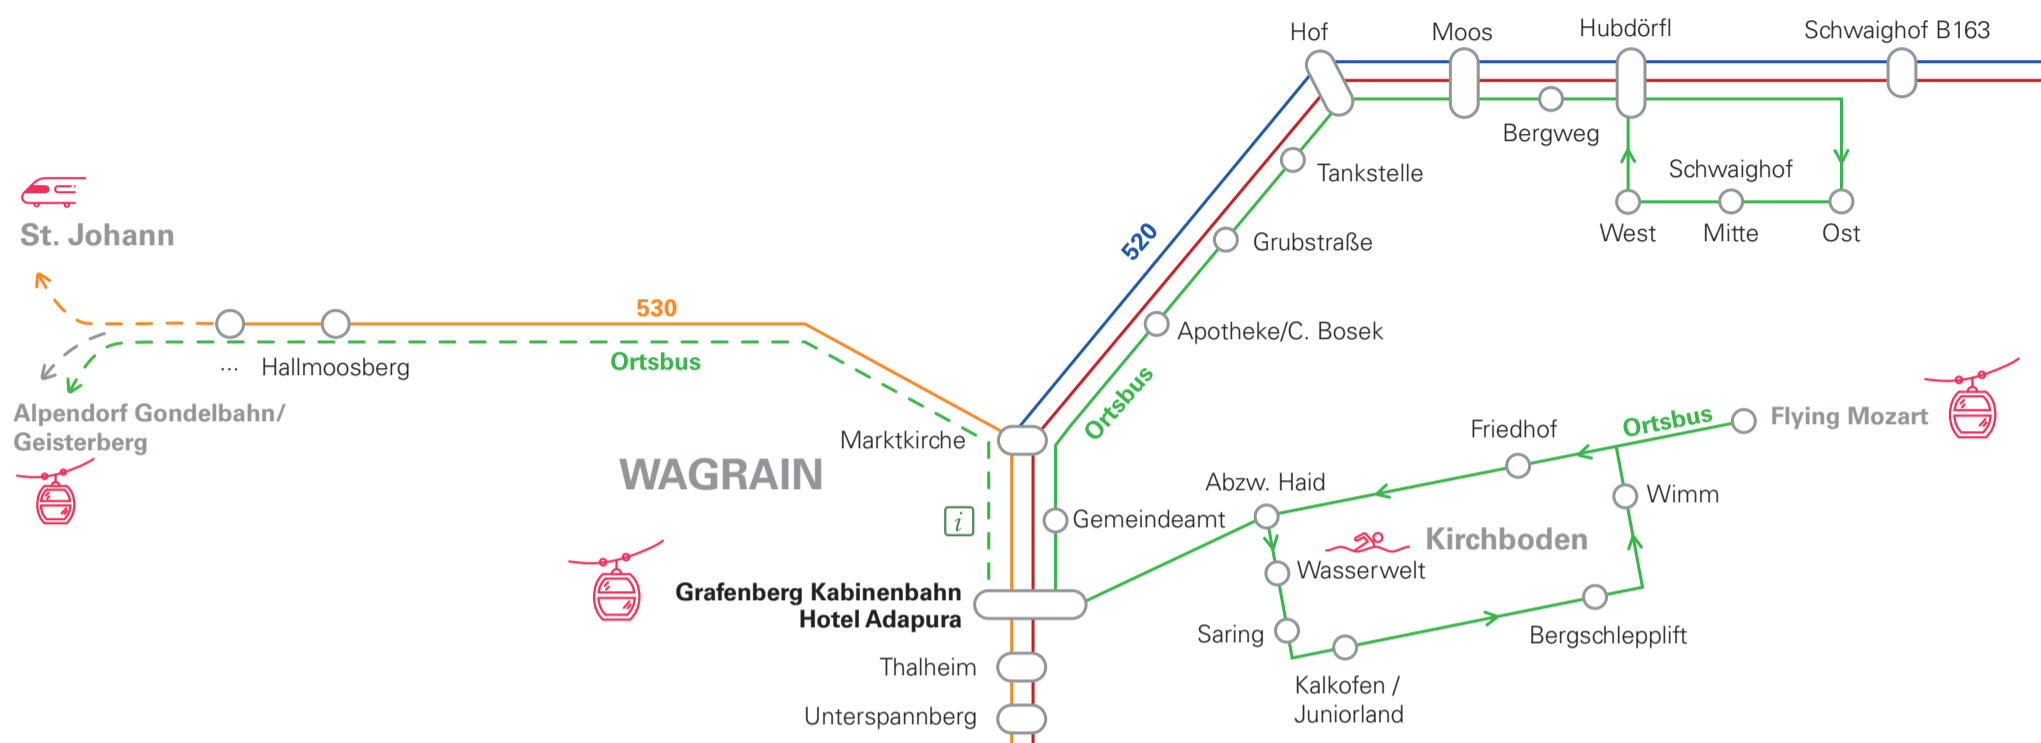 Hof
Moos
Hubdörfl
Schwaighof B163
Bergweg
Tankstelle
Schwaighof
West
Mitte
Ost
St. Johann
520
Grubstraße
530
Ortsbus
Apotheke/C. Bosek
...
Hallmoosberg
Alpendorf Gondelbahn/
Geisterberg
Ortsbus
Marktkirche
WAGRAIN
Friedhof
Ortsbus
Flying Mozart
Abzw. Haid
Wimm
i
Gemeindeamt
Kirchboden
Wasserwelt
Grafenberg Kabinenbahn
Hotel Adapura
Saring
Bergschlepplift
Thalheim
Kalkofen /
Juniorland
Unterspannberg